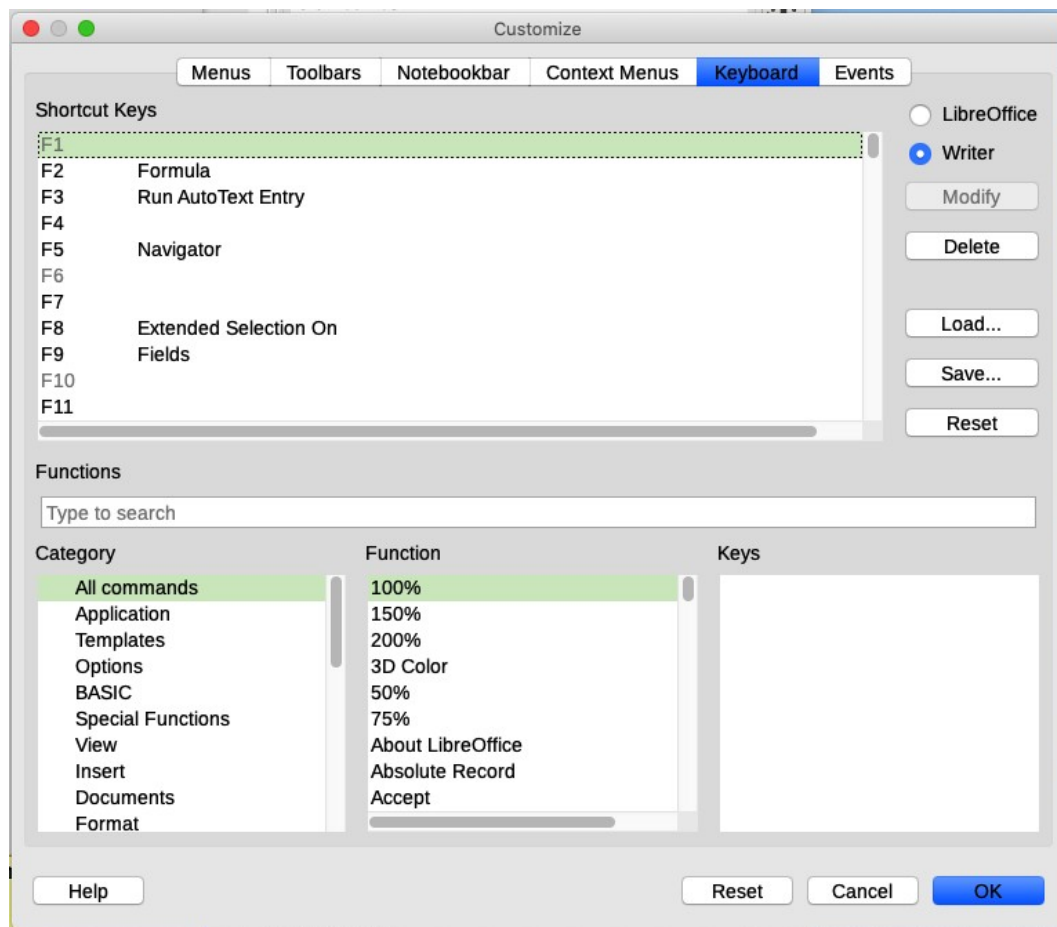 Customize
Menus Toolbars Notebookbar Context Menus Keyboard Events
Shortcut Keys
LibreOffice
F1
F2 Formula
Writer
F3 Run AutoText Entry
Modify
F4
F5 Navigator
Delete
F6
F7
F8 Extended Selection On
Load...
F9 Fields
F10
Save...
F11
Reset
Functions
Type to search
Category Function Keys
All commands 100%
Application 150%
Templates 200%
Options 3D Color
BASIC 50%
Special Functions 75%
View About LibreOffice
Insert Absolute Record
Documents Accept
Format
Help Reset Cancel OK